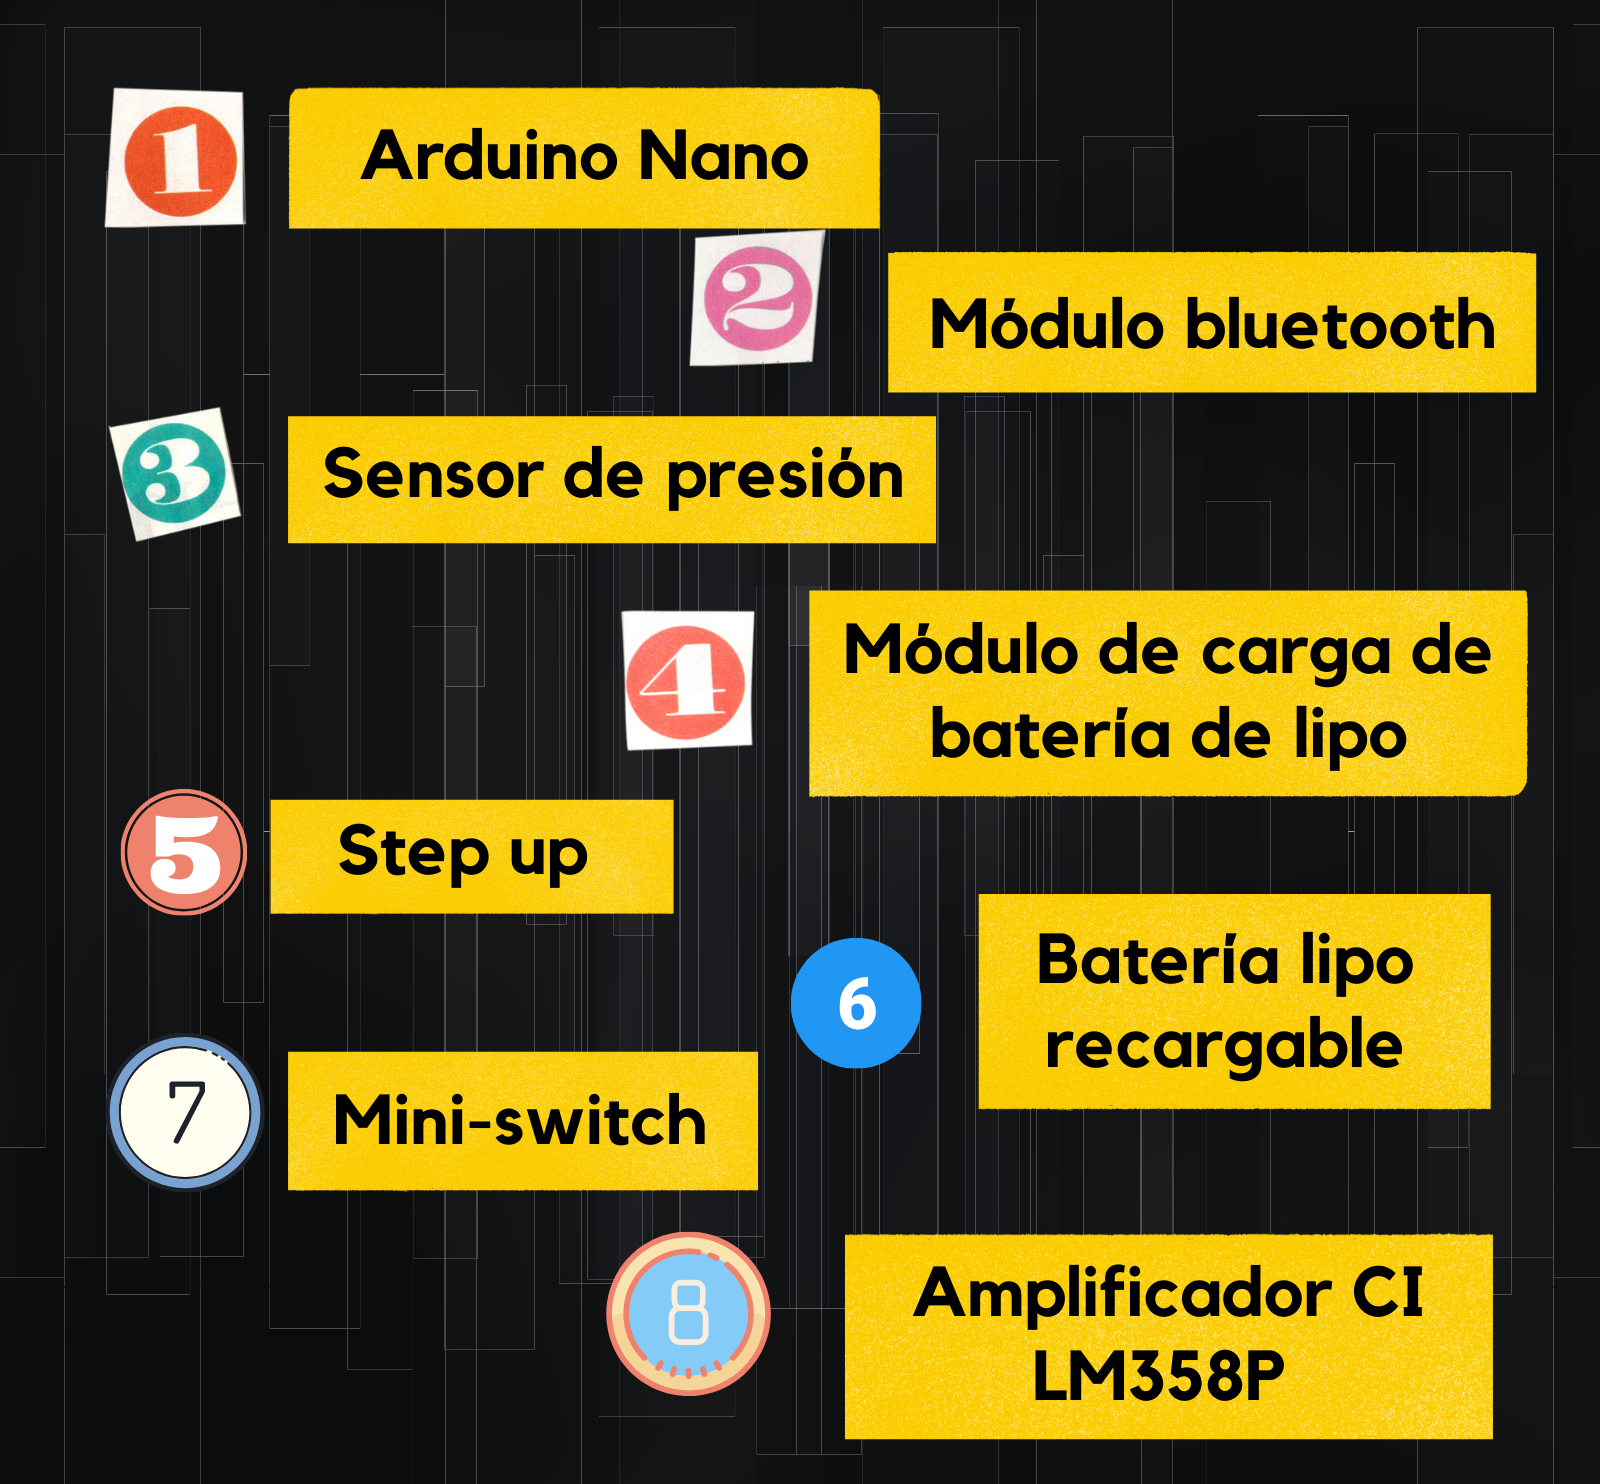 1
Arduino Nano
2
Módulo bluetooth
3
Sensor de presión
4
Módulo de carga de
batería de lipo
5
Step up
6
Batería lipo
recargable
7
Mini-switch
8
Amplificador CI
LM358P